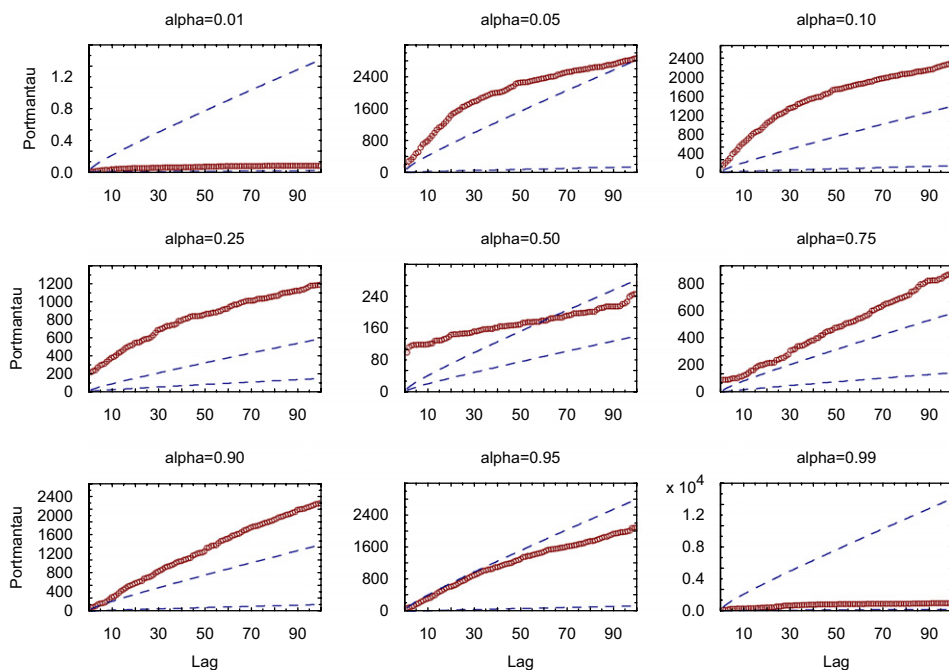 alpha=0.01 alpha=0.05 alpha=0.10
Portmantau
1.2
0.8
0.4
0.0
2400
1600
800
0
2400
2000
1600
1200
800
400
0
10 30 50 70 90
10 30 50 70 90
10 30 50 70 90
alpha=0.25 alpha=0.50 alpha=0.75
Portmantau
1200
1000
800
600
400
200
0
240
160
80
0
800
600
400
200
0
10 30 50 70 90
10 30 50 70 90
10 30 50 70 90
alpha=0.90 alpha=0.95 alpha=0.99
Portmantau
2400
2000
1600
1200
800
400
0
2400
1600
800
0
x 10^4
1.2
0.8
0.4
0.0
10 30 50 70 90
10 30 50 70 90
10 30 50 70 90
Lag Lag Lag